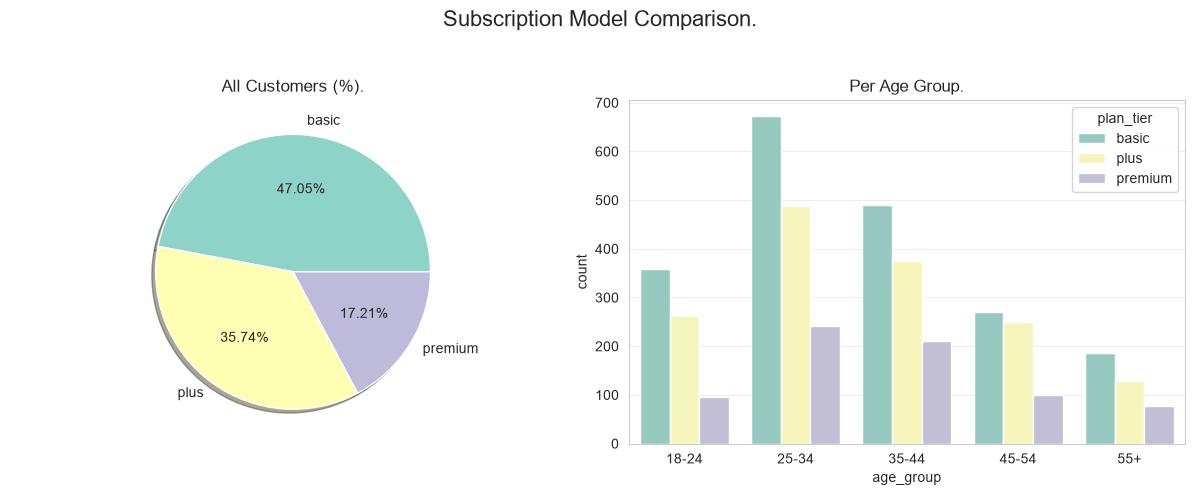 Subscription Model Comparison.
All Customers (%).
basic
47.05%
35.74%
17.21%
plus
premium
Per Age Group.
plan_tier
basic
plus
premium
count
700
600
500
400
300
200
100
0
18-24
25-34
35-44
45-54
55+
age_group